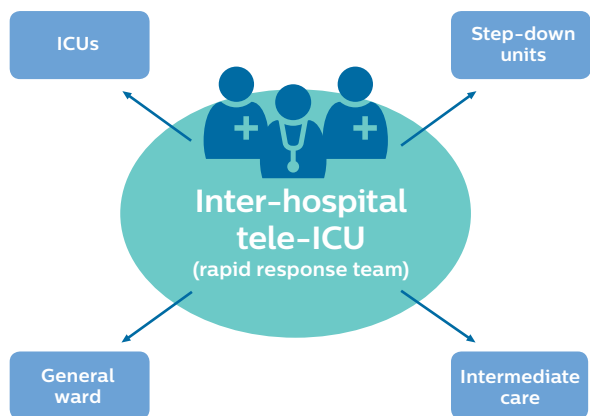 ICUs
Step-down
units
Inter-hospital
tele-ICU
(rapid response team)
General
ward
Intermediate
care